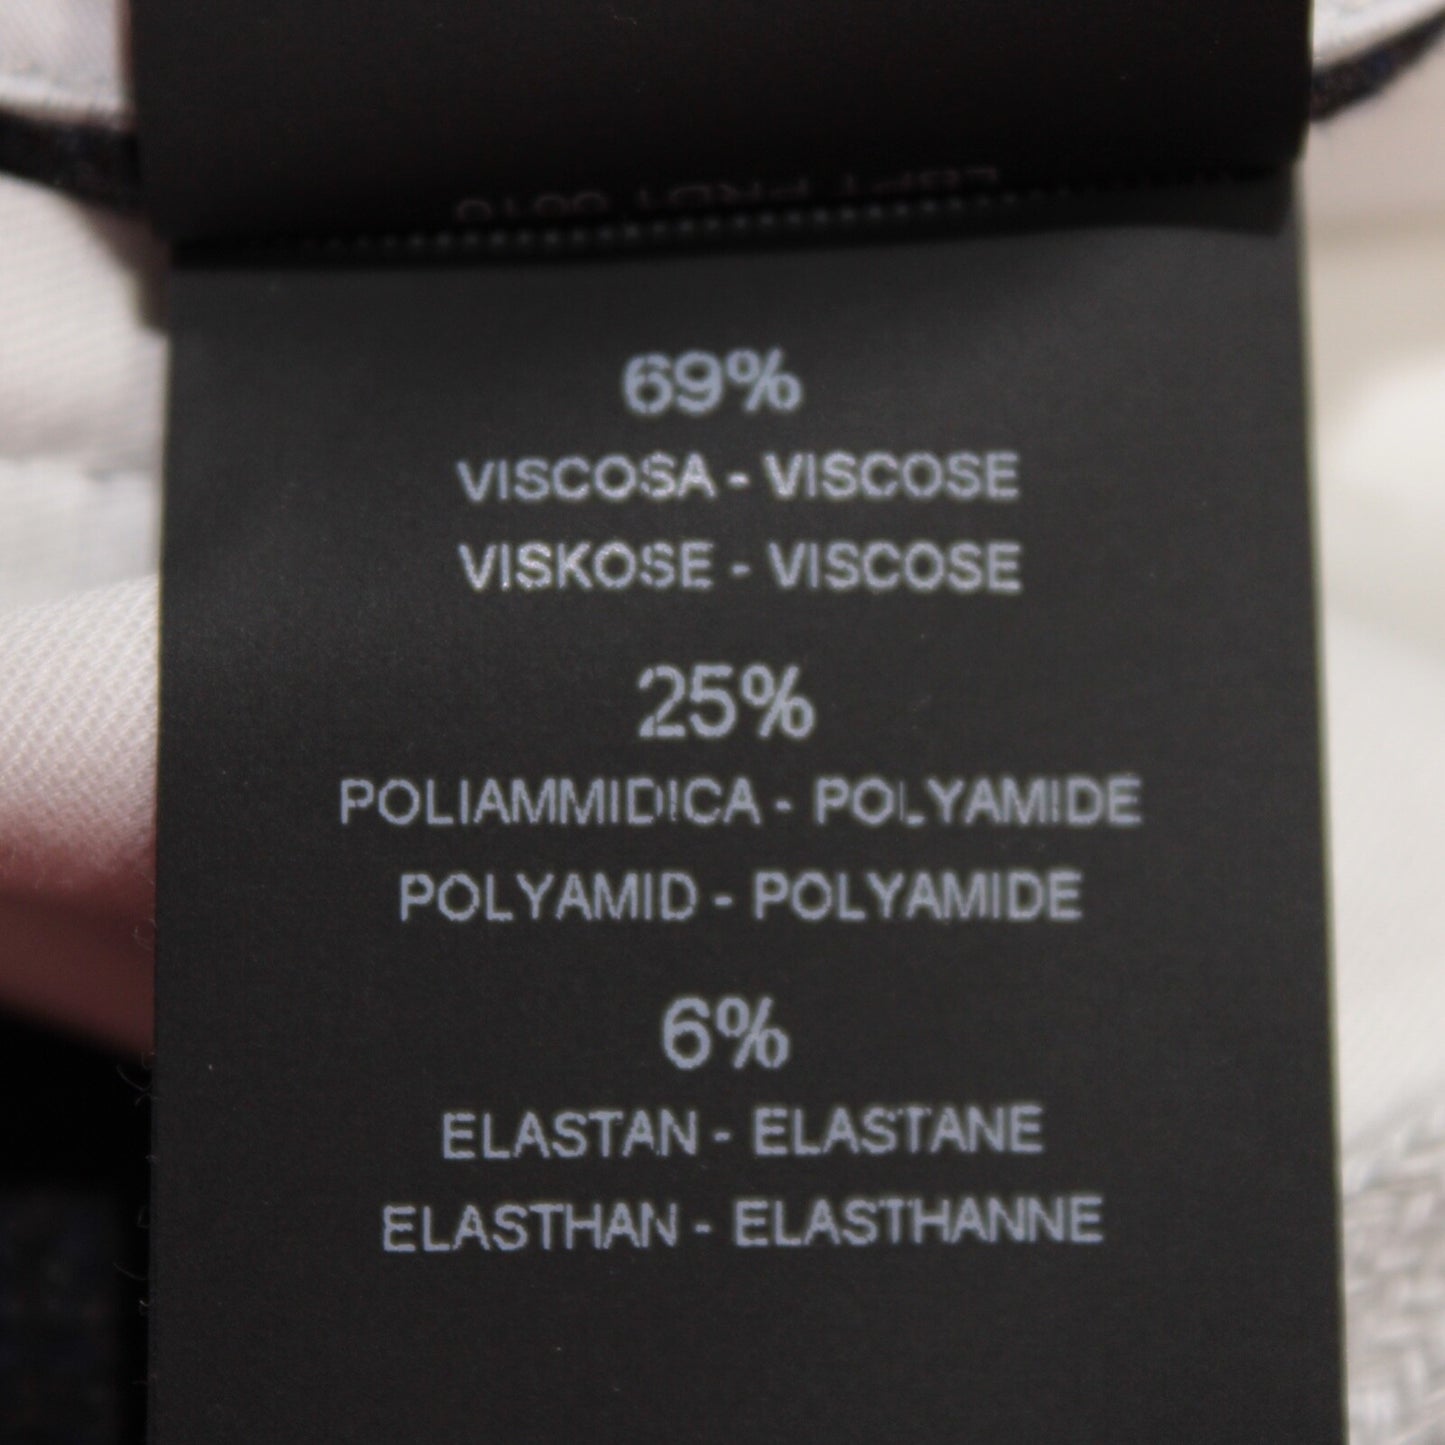 69%
VISCOSA - VISCOSE
VISKOSE - VISCOSE
25%
POLIAMMIDICA - POLYAMIDE
POLYAMID - POLYAMIDE
6%
ELASTAN - ELASTANE
ELASTHAN - ELASTHANNE